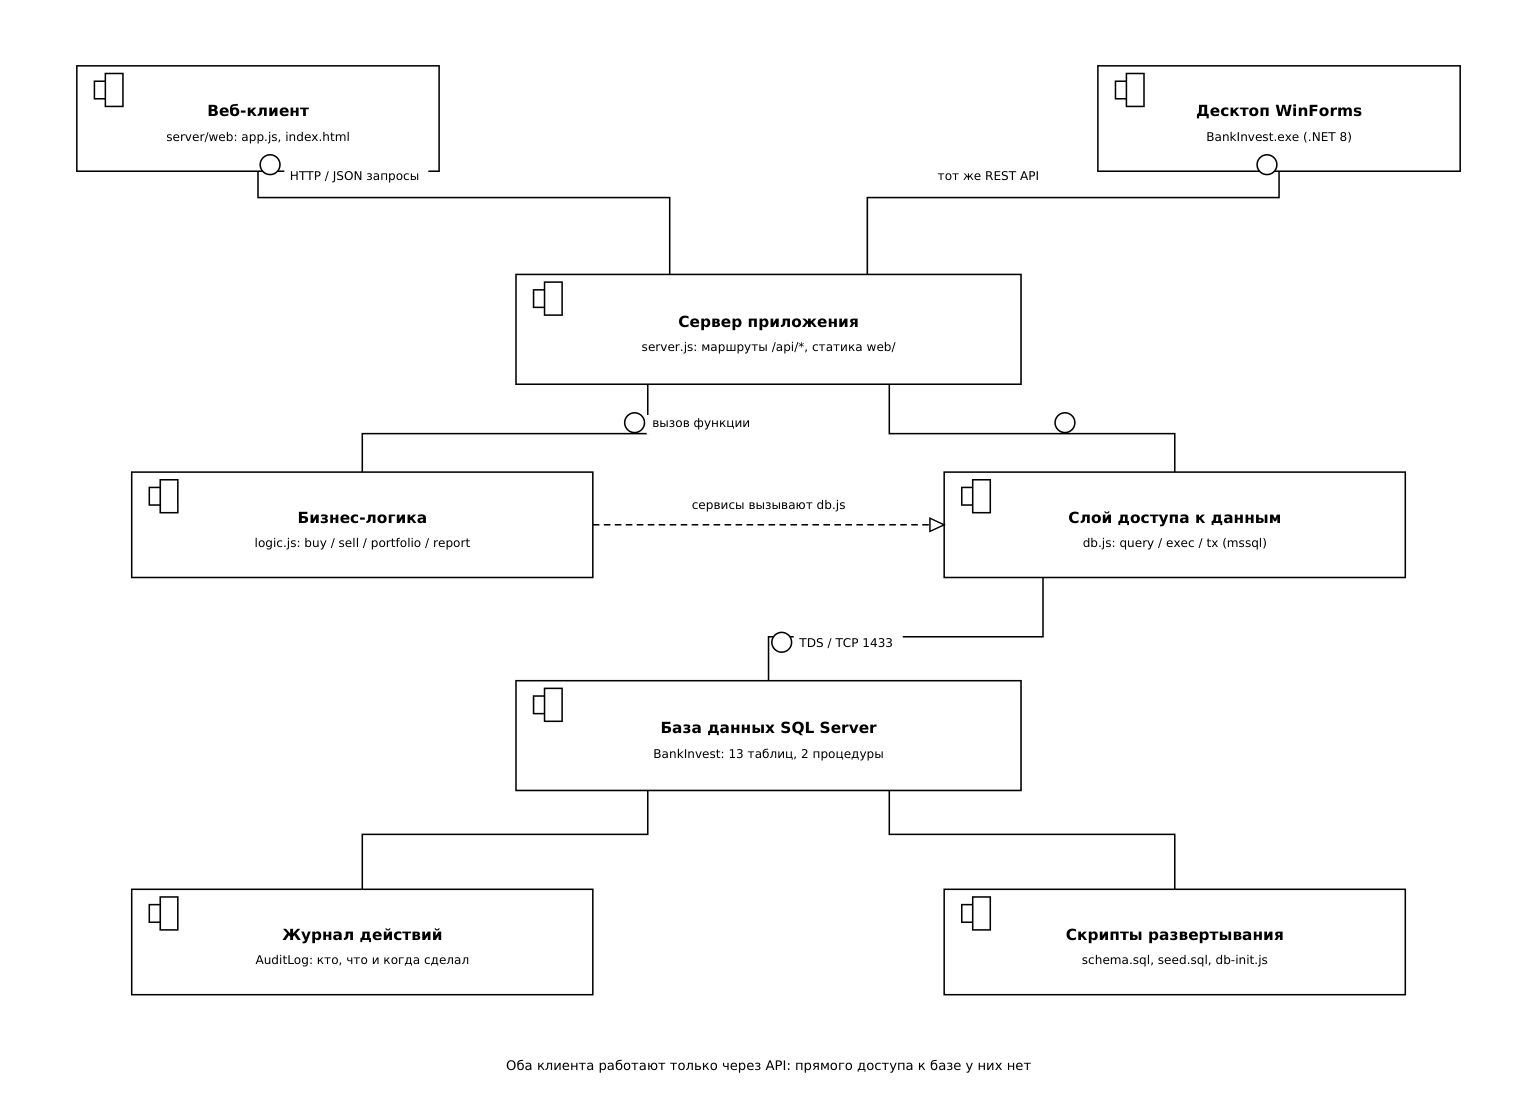 Веб-клиент
server/web: app.js, index.html
Десктоп WinForms
BankInvest.exe (.NET 8)
HTTP / JSON запросы
тот же REST API
Сервер приложения
server.js: маршруты /api/*, статика web/
вызов функции
Бизнес-логика
logic.js: buy / sell / portfolio / report
сервисы вызывают db.js
Слой доступа к данным
db.js: query / exec / tx (mssql)
TDS / TCP 1433
База данных SQL Server
BankInvest: 13 таблиц, 2 процедуры
Журнал действий
AuditLog: кто, что и когда сделал
Скрипты развертывания
schema.sql, seed.sql, db-init.js
Оба клиента работают только через API: прямого доступа к базе у них нет